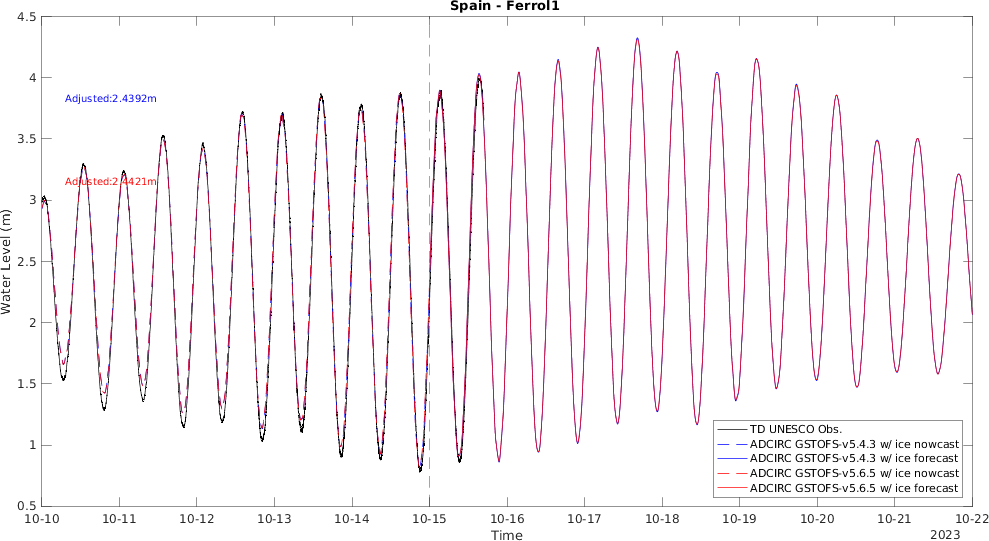 Spain - Ferrol1
4.5
4
3.5
3
2.5
2
1.5
1
0.5
Water Level (m)
Adjusted:2.4392m
Adjusted:2.4421m
TD UNESCO Obs.
ADCIRC GSTOFS-v5.4.3 w/ ice nowcast
ADCIRC GSTOFS-v5.4.3 w/ ice forecast
ADCIRC GSTOFS-v5.6.5 w/ ice nowcast
ADCIRC GSTOFS-v5.6.5 w/ ice forecast
10-10 10-11 10-12 10-13 10-14 10-15 10-16 10-17 10-18 10-19 10-20 10-21 10-22
Time
2023